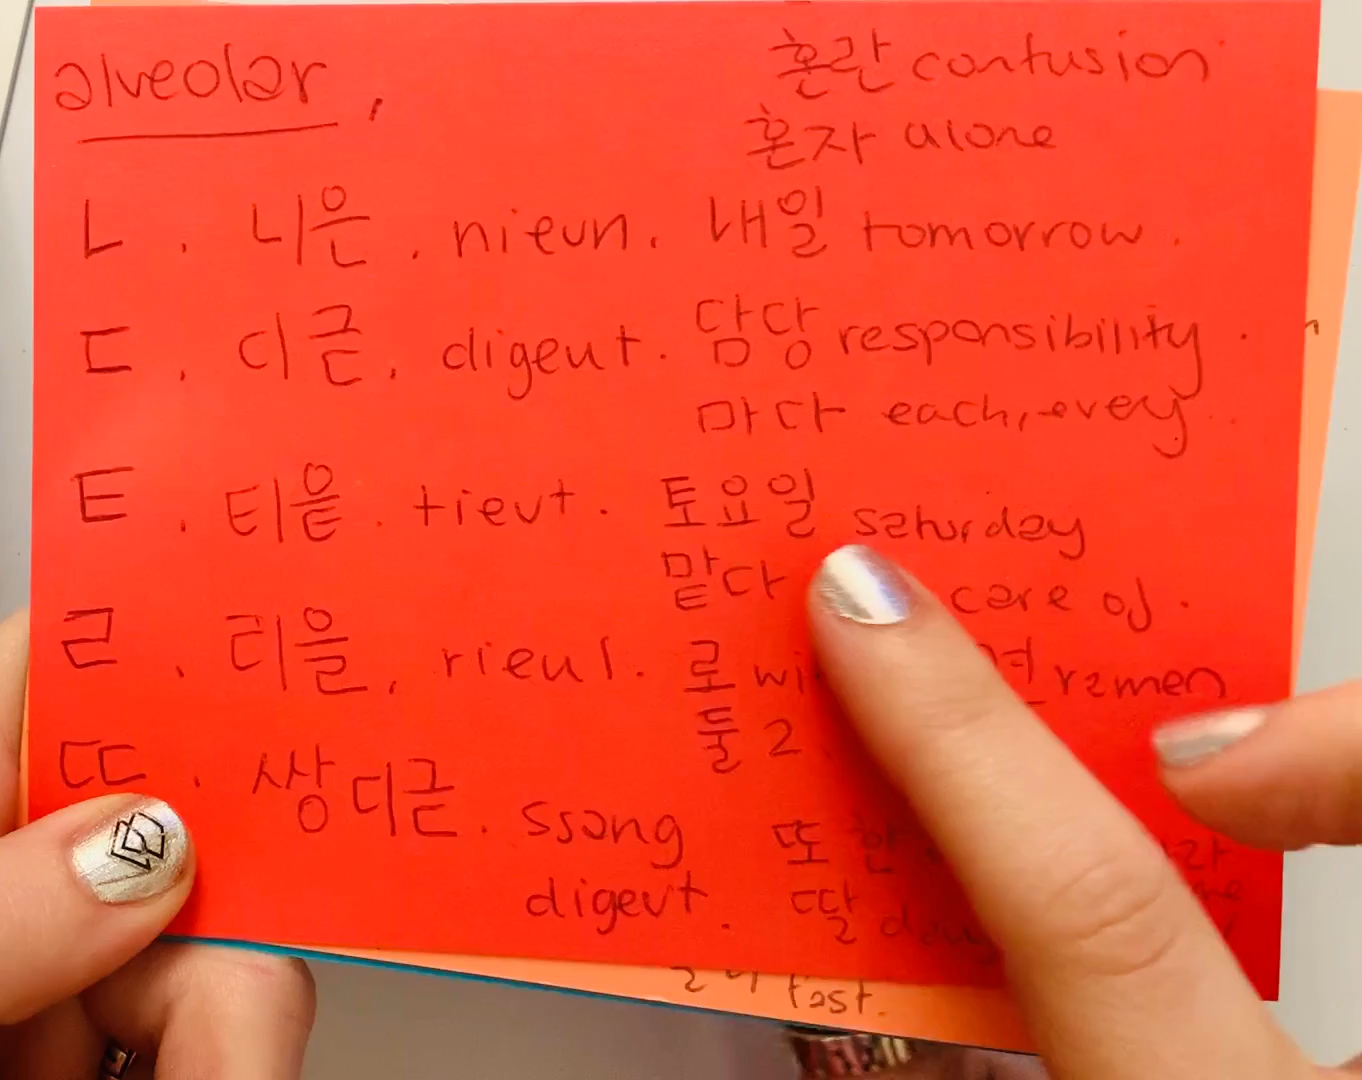 alveolar,
혼란 confusion
혼자 alone
ㄴ. 니은. nieun. 내일 tomorrow.
ㄷ. 디귿. digeut. 담당 responsibility.
마다 each, every
ㅌ. 티읕. tieut. 토요일 saturday
맡다 care of.
ㄹ. 리을. rieul. 로 ramen
둘 2.
ㄸ. 쌍디귿. ssang 또
digeut. 딸
fast.